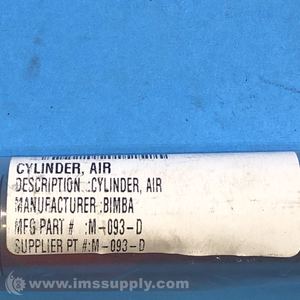 CYLINDER, AIR
DESCRIPTION :CYLINDER, AIR
MANUFACTURER :BIMBA
MFG PART # :M-093-D
SUPPLIER PT #:M-093-D
© www.imssupply.com